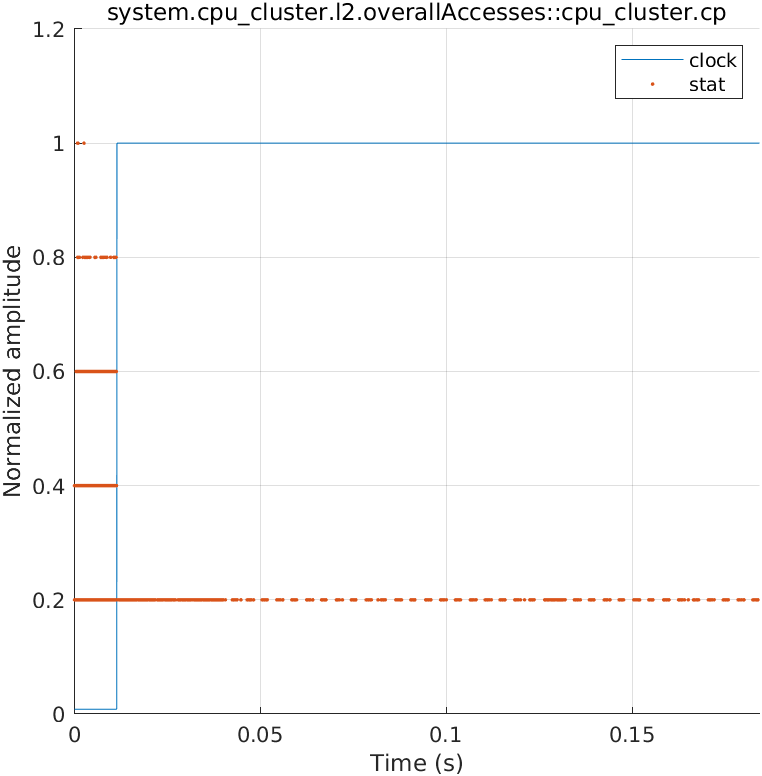 system.cpu_cluster.l2.overallAccesses::cpu_cluster.cp
1.2
clock
stat
1
0.8
Normalized amplitude
0.6
0.4
0.2
0
0 0.05 0.1 0.15
Time (s)